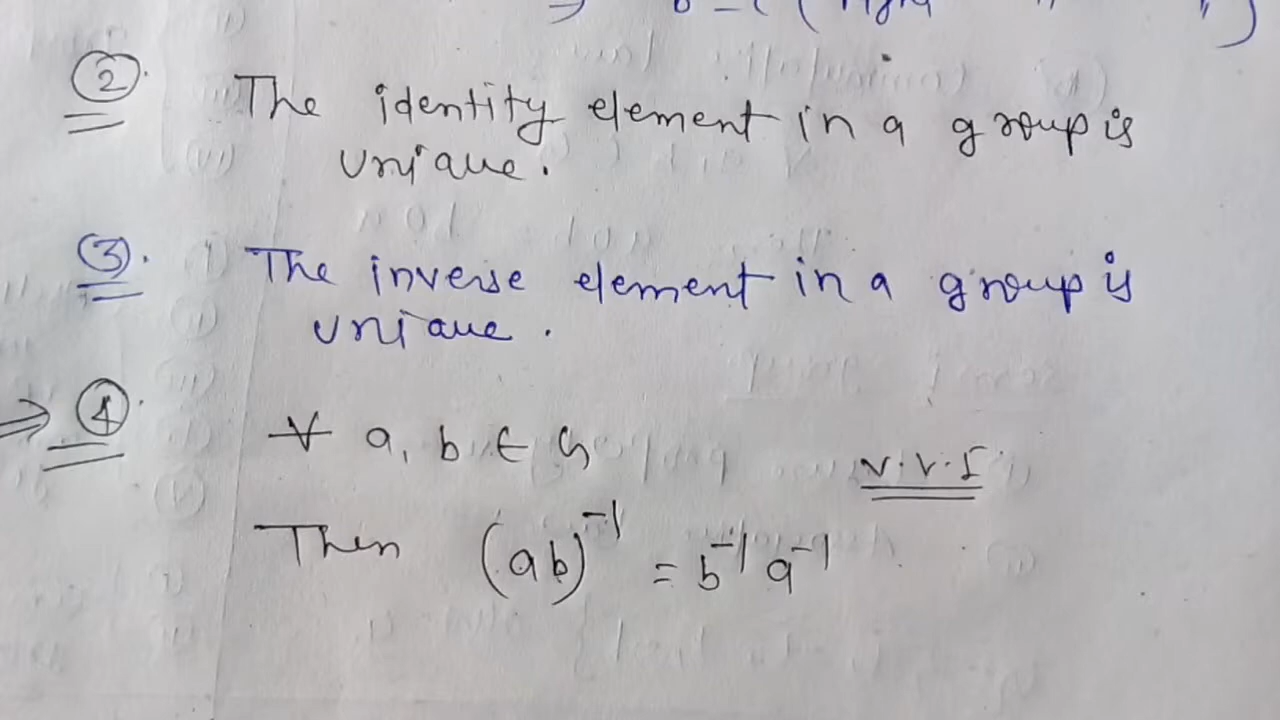 ②. The identity element in a group is
unique.
③. The inverse element in a group is
unique.
⇒ ④. ∀ a, b ∈ G
V.V.I
Then (ab)⁻¹ = b⁻¹ a⁻¹